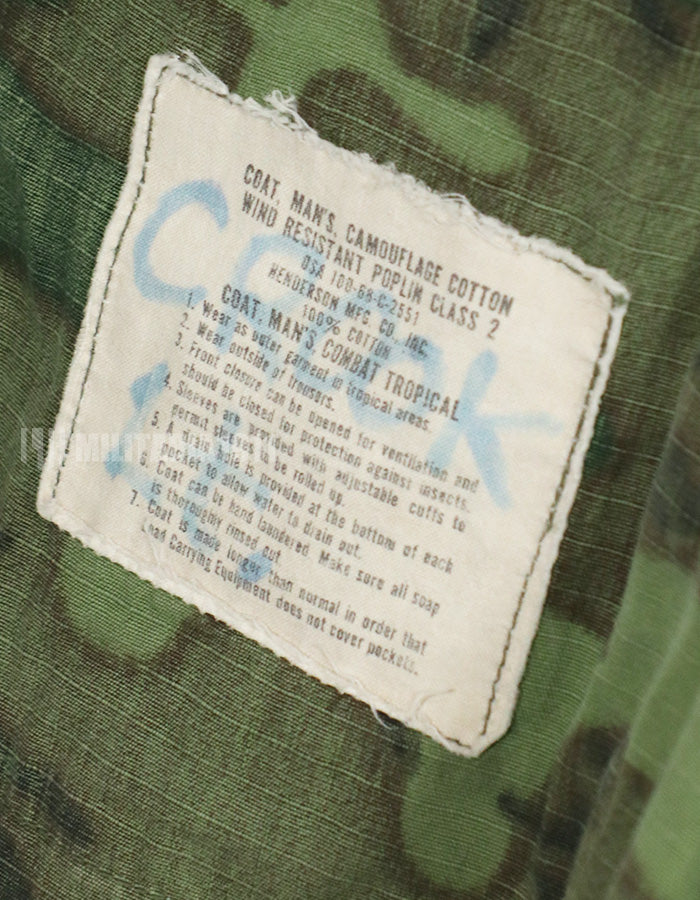 COAT, MAN'S, CAMOUFLAGE COTTON
WIND RESISTANT POPLIN CLASS 2
DSA 100-68-C-2551
HENDERSON MFG. CO., INC.
100% COTTON
COAT, MAN'S COMBAT TROPICAL
1. Wear as outer garment in tropical areas.
2. Wear outside of trousers.
3. Front closure can be opened for ventilation and
should be closed for protection against insects.
4. Sleeves are provided with adjustable cuffs to
permit sleeves to be rolled up.
5. A drain hole is provided at the bottom of each
pocket to allow water to drain out.
6. Coat can be hand laundered. Make sure all soap
is thoroughly rinsed out.
7. Coat is made longer than normal in order that
Load Carrying Equipment does not cover pockets.